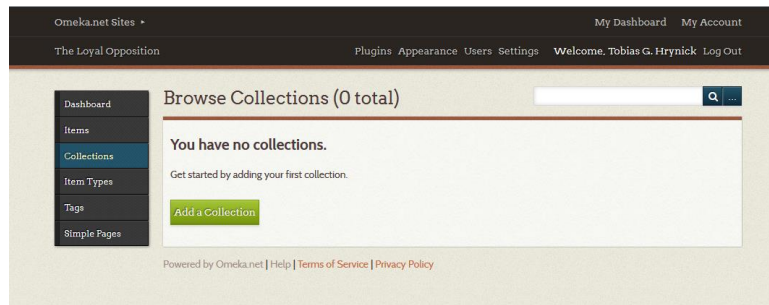 Omeka.net Sites ▸ My Dashboard My Account
The Loyal Opposition Plugins Appearance Users Settings Welcome, Tobias G. Hrynick Log Out
Dashboard
Items
Collections
Item Types
Tags
Simple Pages
Browse Collections (0 total)
...
You have no collections.
Get started by adding your first collection.
Add a Collection
Powered by Omeka.net | Help | Terms of Service | Privacy Policy